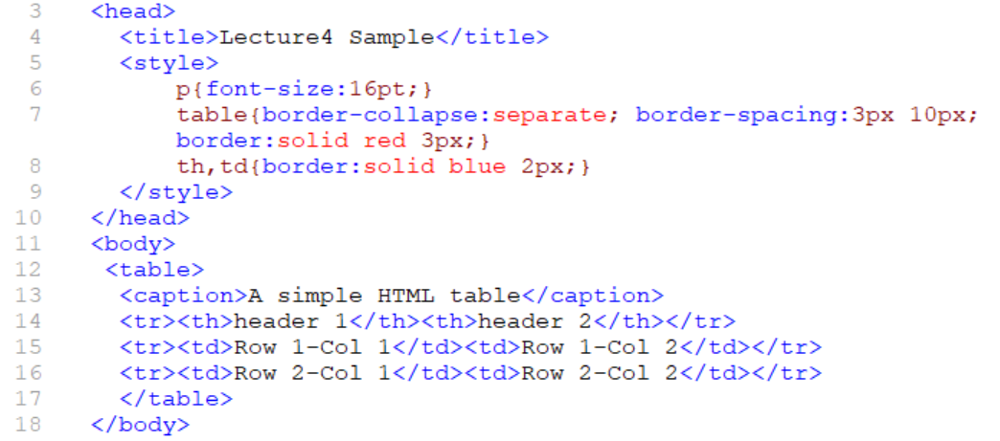 3 <head>
4 <title>Lecture4 Sample</title>
5 <style>
6 p{font-size:16pt;}
7 table{border-collapse:separate; border-spacing:3px 10px;
border:solid red 3px;}
8 th,td{border:solid blue 2px;}
9 </style>
10 </head>
11 <body>
12 <table>
13 <caption>A simple HTML table</caption>
14 <tr><th>header 1</th><th>header 2</th></tr>
15 <tr><td>Row 1-Col 1</td><td>Row 1-Col 2</td></tr>
16 <tr><td>Row 2-Col 1</td><td>Row 2-Col 2</td></tr>
17 </table>
18 </body>